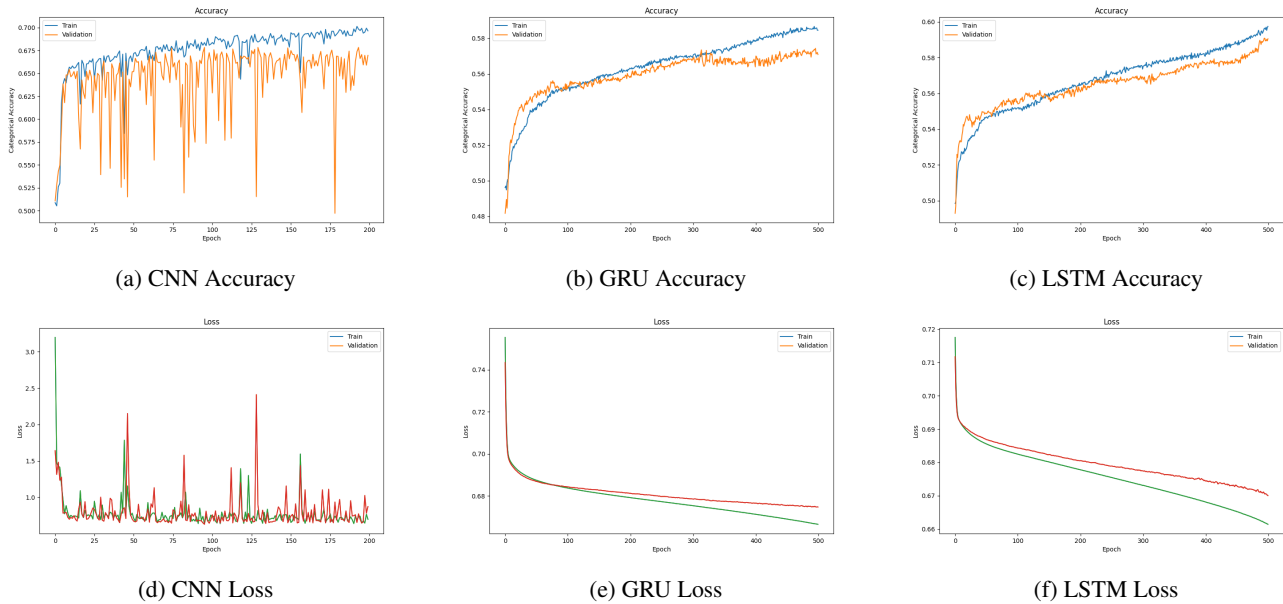 Accuracy
Train
Validation
Categorical Accuracy
0.700
0.675
0.650
0.625
0.600
0.575
0.550
0.525
0.500
0 25 50 75 100 125 150 175 200
Epoch
(a) CNN Accuracy
Accuracy
Train
Validation
Categorical Accuracy
0.58
0.56
0.54
0.52
0.50
0.48
0 100 200 300 400 500
Epoch
(b) GRU Accuracy
Accuracy
Train
Validation
Categorical Accuracy
0.60
0.58
0.56
0.54
0.52
0.50
0 100 200 300 400 500
Epoch
(c) LSTM Accuracy
Loss
Train
Validation
Loss
3.0
2.5
2.0
1.5
1.0
0 25 50 75 100 125 150 175 200
Epoch
(d) CNN Loss
Loss
Train
Validation
Loss
0.74
0.72
0.70
0.68
0 100 200 300 400 500
Epoch
(e) GRU Loss
Loss
Train
Validation
Loss
0.72
0.71
0.70
0.69
0.68
0.67
0.66
0 100 200 300 400 500
Epoch
(f) LSTM Loss